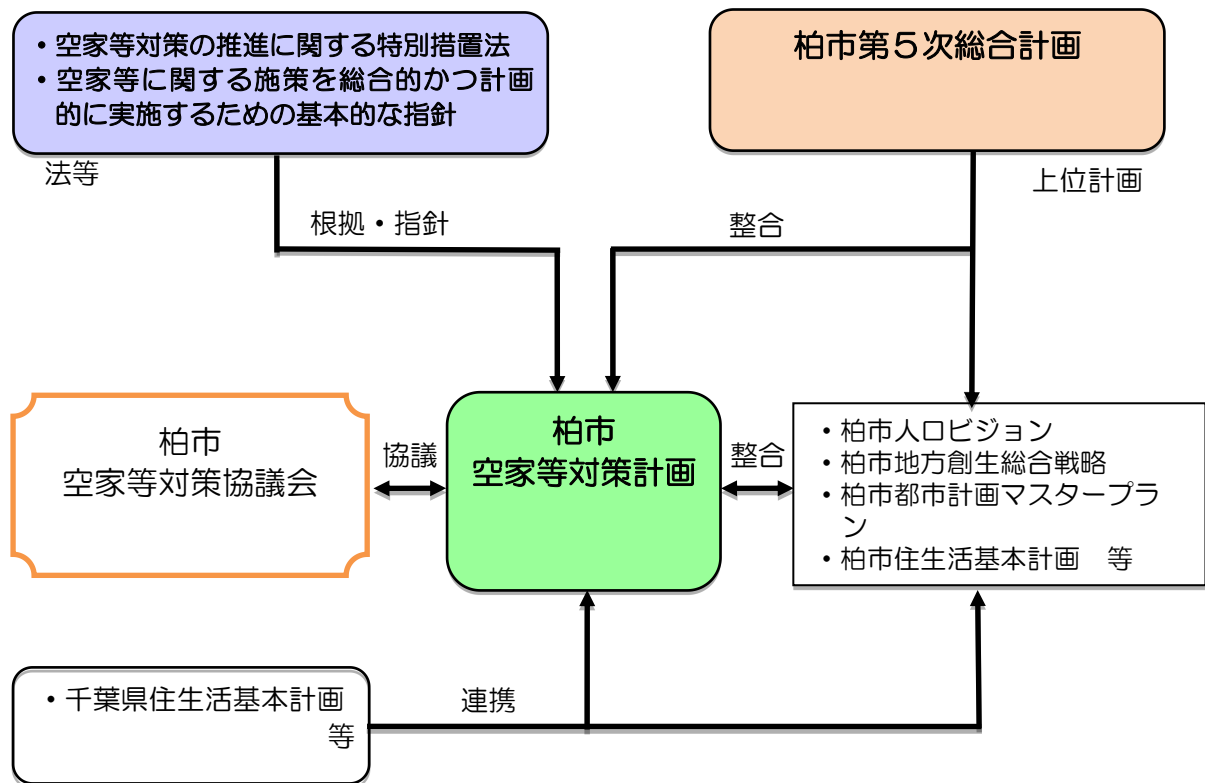 ・空家等対策の推進に関する特別措置法
・空家等に関する施策を総合的かつ計画
的に実施するための基本的な指針
柏市第５次総合計画
法等
上位計画
根拠・指針
整合
柏市
空家等対策協議会
協議
柏市
空家等対策計画
整合
・柏市人口ビジョン
・柏市地方創生総合戦略
・柏市都市計画マスタープラ
ン
・柏市住生活基本計画　等
・千葉県住生活基本計画
等
連携